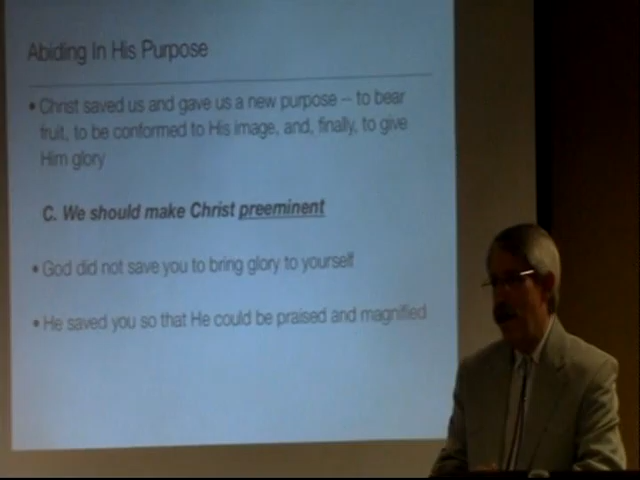 Abiding In His Purpose
• Christ saved us and gave us a new purpose – to bear
fruit, to be conformed to His image, and, finally, to give
Him glory
C. We should make Christ preeminent
• God did not save you to bring glory to yourself
• He saved you so that He could be praised and magnified